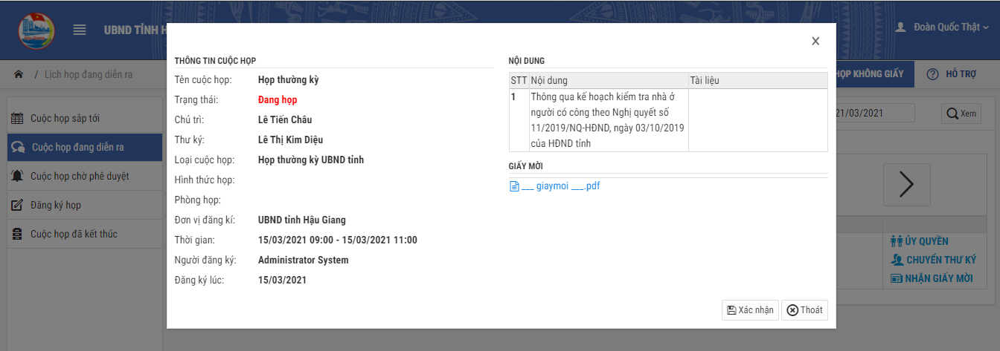 UBND TỈNH H
Đoàn Quốc Thật
/ Lịch họp đang diễn ra
HỌP KHÔNG GIẤY
HỖ TRỢ
Cuộc họp sắp tới
Cuộc họp đang diễn ra
Cuộc họp chờ phê duyệt
Đăng ký họp
Cuộc họp đã kết thúc
21/03/2021
Xem
ỦY QUYỀN
CHUYỂN THƯ KÝ
NHẬN GIẤY MỜI
X
THÔNG TIN CUỘC HỌP
Tên cuộc họp: Họp thường kỳ
Trạng thái: Đang họp
Chủ trì: Lê Tiến Châu
Thư ký: Lê Thị Kim Diệu
Loại cuộc họp: Họp thường kỳ UBND tỉnh
Hình thức họp:
Phòng họp:
Đơn vị đăng kí: UBND tỉnh Hậu Giang
Thời gian: 15/03/2021 09:00 - 15/03/2021 11:00
Người đăng ký: Administrator System
Đăng ký lúc: 15/03/2021
NỘI DUNG
STT Nội dung Tài liệu
1 Thông qua kế hoạch kiểm tra nhà ở
người có công theo Nghị quyết số
11/2019/NQ-HĐND, ngày 03/10/2019
của HĐND tỉnh
GIẤY MỜI
___ giaymoi ___.pdf
Xác nhận
Thoát